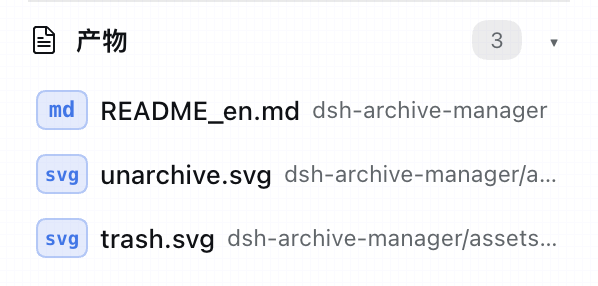 产物 3 ▾
md README_en.md dsh-archive-manager
svg unarchive.svg dsh-archive-manager/a...
svg trash.svg dsh-archive-manager/assets...